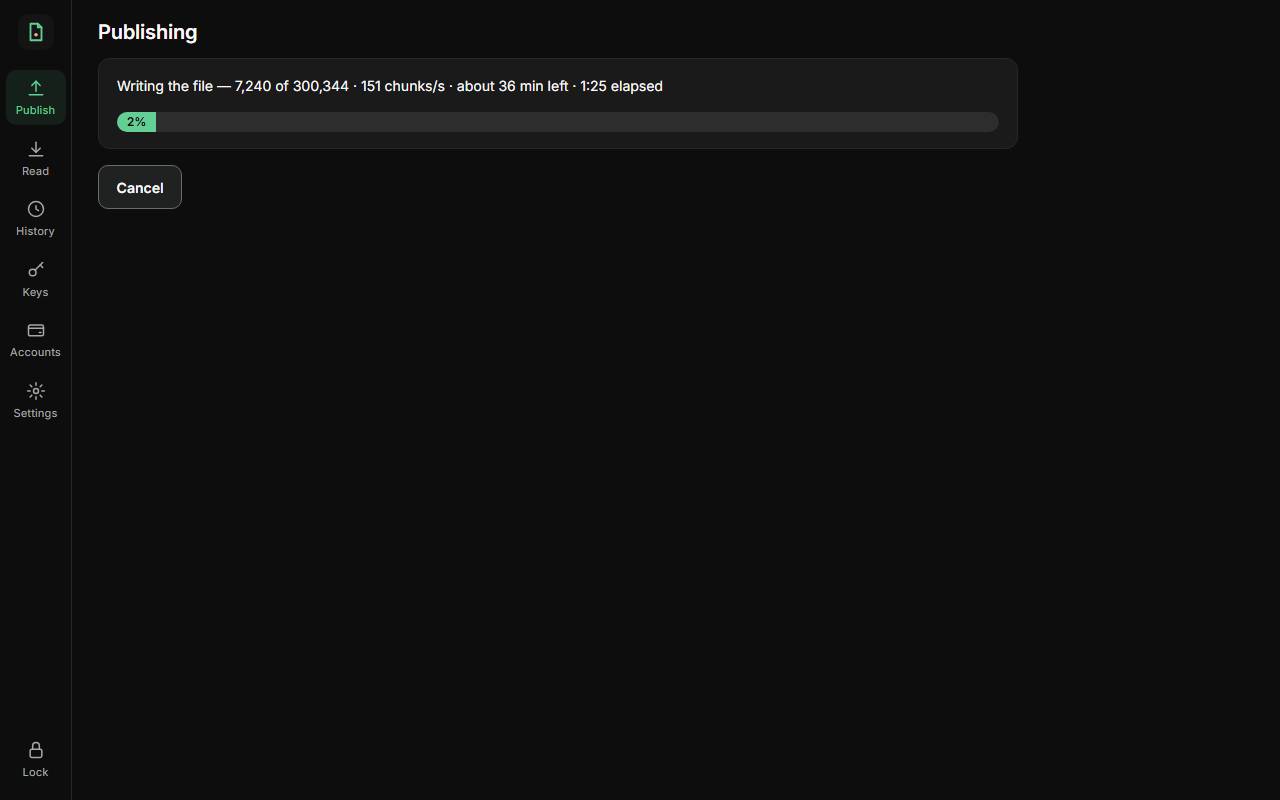 Publishing
Writing the file — 7,240 of 300,344 · 151 chunks/s · about 36 min left · 1:25 elapsed
2%
Cancel
Publish
Read
History
Keys
Accounts
Settings
Lock